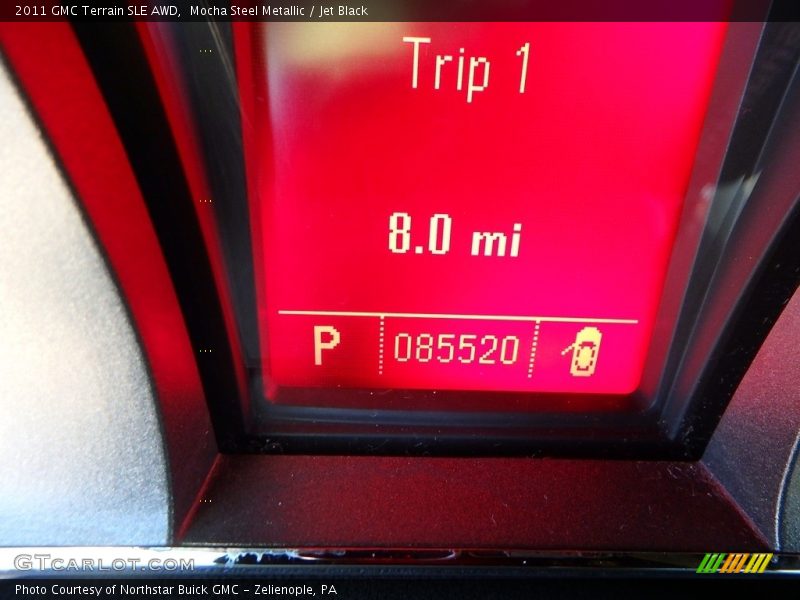 2011 GMC Terrain SLE AWD,  Mocha Steel Metallic / Jet Black
Trip 1
8.0 mi
P 085520
GTCARLOT.COM
Photo Courtesy of Northstar Buick GMC - Zelienople, PA